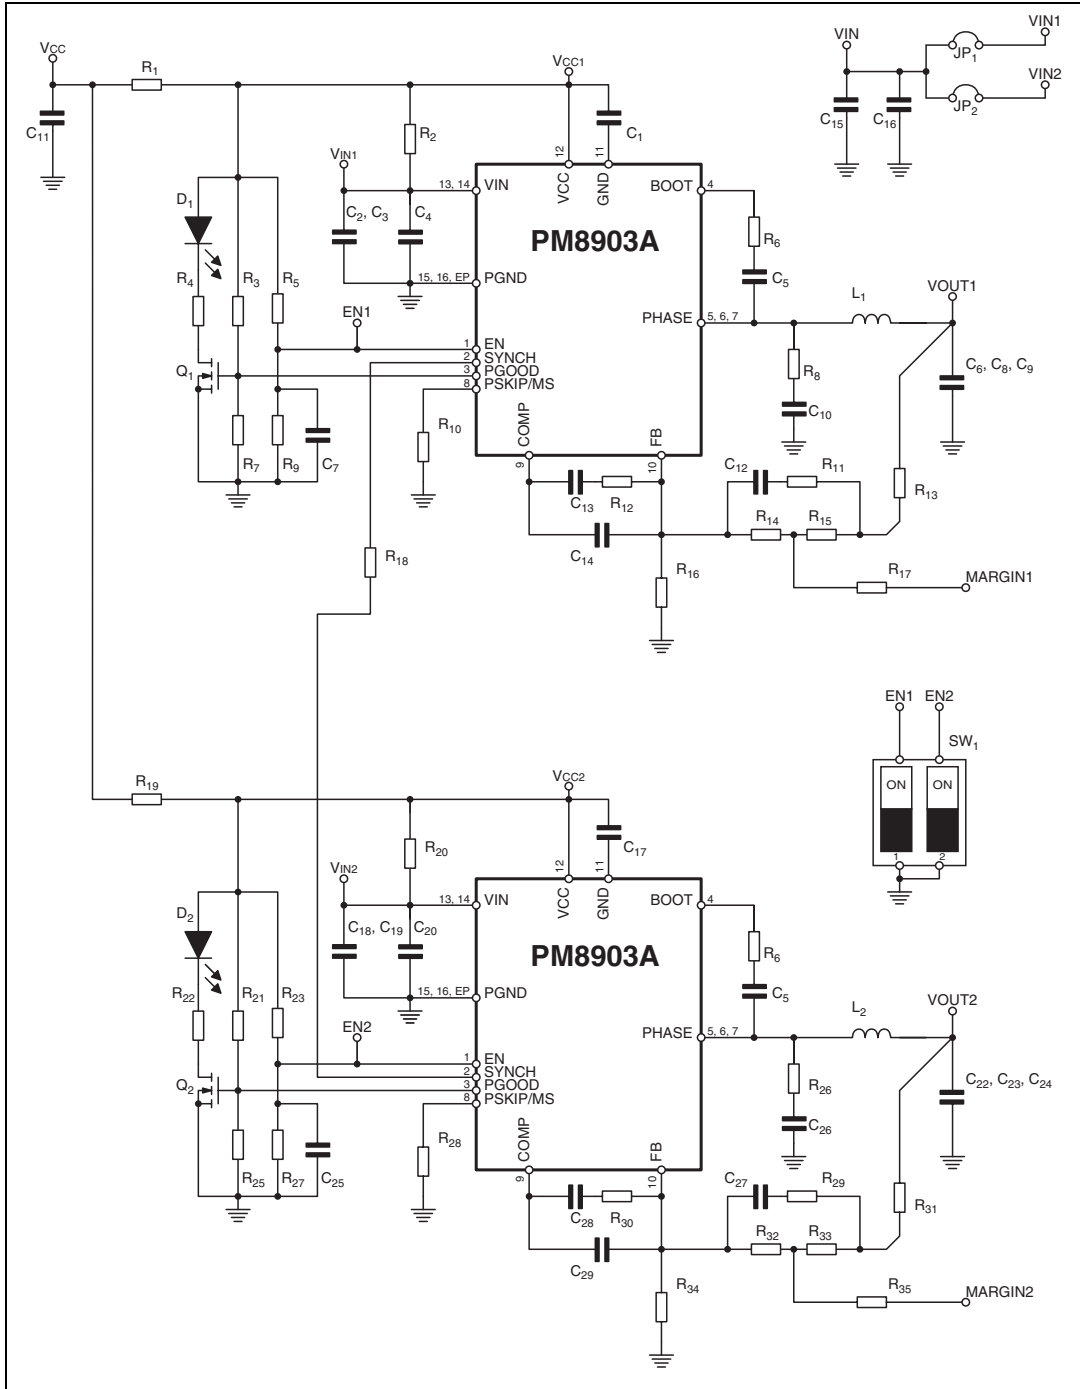 VIN1
VIN
JP1
VCC
VCC1
VIN2
R1
JP2
C15
C16
C11
R2
C1
VIN1
12
11
13, 14
VIN
VCC
GND
BOOT
4
D1
C2, C3
C4
PM8903A
R6
C5
R4
R3
R5
15, 16, EP
PGND
L1
VOUT1
EN1
PHASE
5, 6, 7
1
EN
2
SYNCH
3
PGOOD
8
PSKIP/MS
Q1
R8
C6, C8, C9
C10
R10
COMP
FB
R7
R9
C7
9
10
C12
R11
R13
C13
R12
R14
R15
C14
R18
R16
R17
MARGIN1
EN1
EN2
SW1
R19
VCC2
ON
ON
R20
C17
1
2
VIN2
12
11
13, 14
VIN
VCC
GND
BOOT
4
D2
C18, C19
C20
PM8903A
R6
C5
R22
R21
R23
15, 16, EP
PGND
L2
VOUT2
EN2
PHASE
5, 6, 7
1
EN
2
SYNCH
3
PGOOD
8
PSKIP/MS
Q2
R26
C22, C23, C24
C26
R28
COMP
FB
R25
R27
C25
9
10
C27
R29
R31
C28
R30
R32
R33
C29
R34
R35
MARGIN2